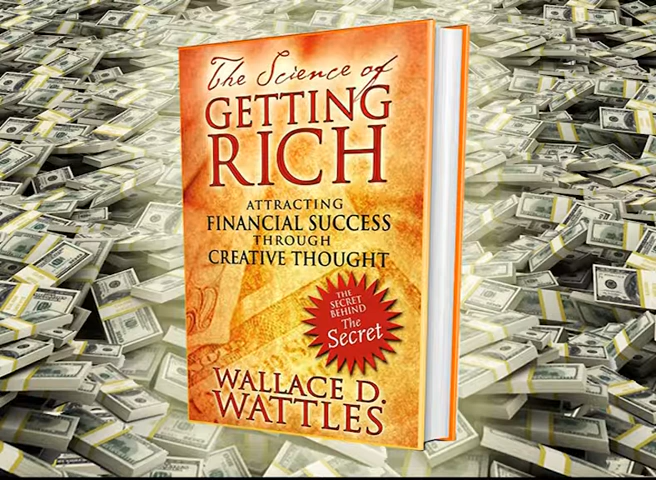 The Science of
GETTING
RICH
ATTRACTING
FINANCIAL SUCCESS
THROUGH
CREATIVE THOUGHT
THE
SECRET
BEHIND
The
Secret
WALLACE D.
WATTLES